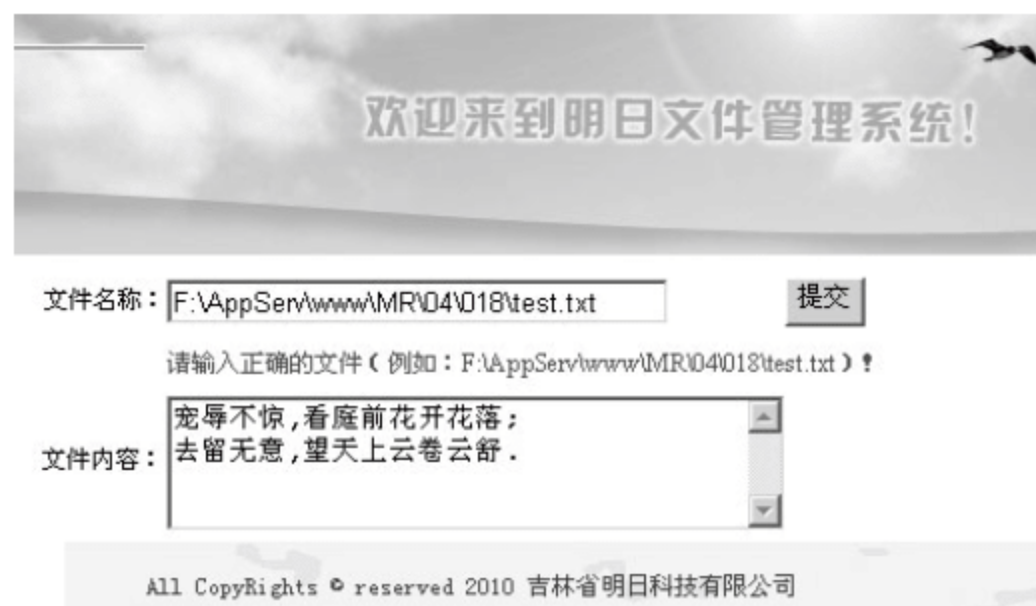 欢迎来到明日文件管理系统!
文件名称：F:\AppServ\www\MR\04\018\test.txt 提交
请输入正确的文件(例如：F:\AppServ\www\MR\04\018\test.txt)！
文件内容：
宠辱不惊,看庭前花开花落;
去留无意,望天上云卷云舒.
All CopyRights © reserved 2010 吉林省明日科技有限公司